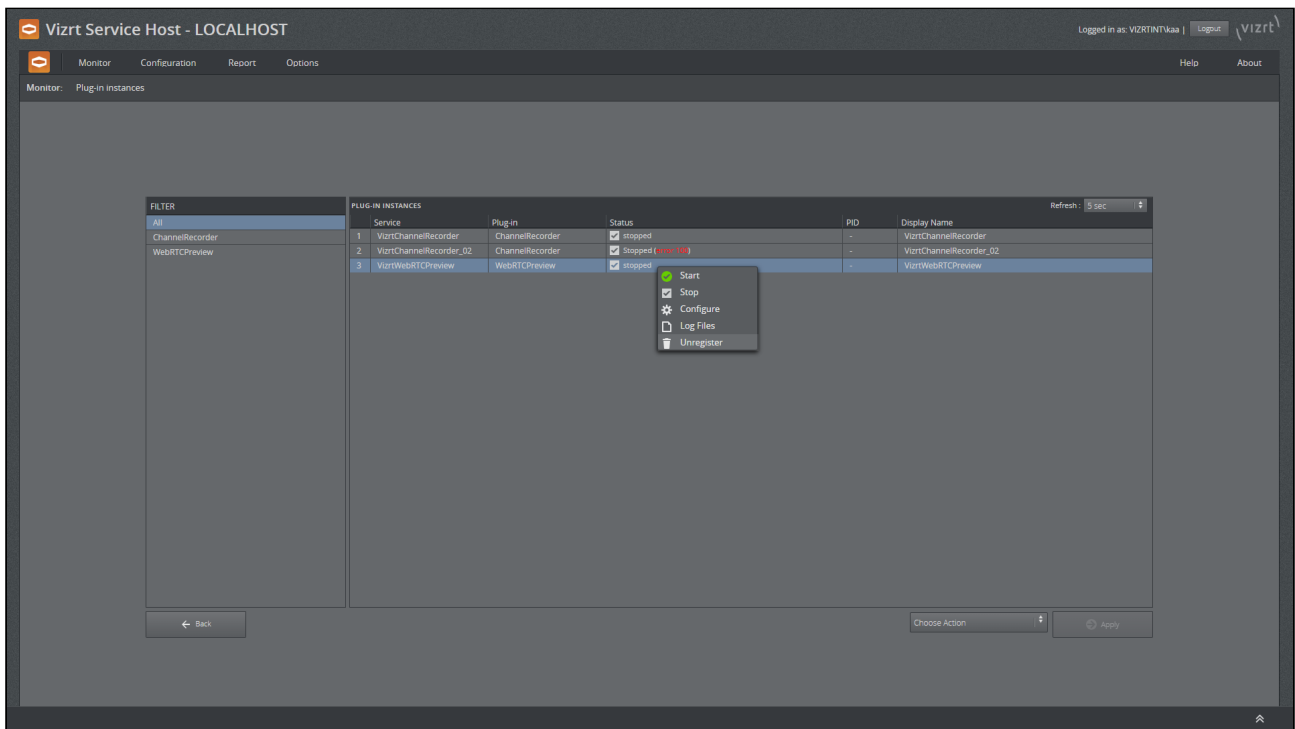 Vizrt Service Host - LOCALHOST
Logged in as: VIZRTINT\kaa | Logout
vizrt
Monitor Configuration Report Options Help About
Monitor: Plug-in instances
FILTER
All
ChannelRecorder
WebRTCPreview
PLUG-IN INSTANCES Refresh : 5 sec
Service Plug-in Status PID Display Name
1 VizrtChannelRecorder ChannelRecorder stopped - VizrtChannelRecorder
2 VizrtChannelRecorder_02 ChannelRecorder Stopped ( ) - VizrtChannelRecorder_02
3 VizrtWebRTCPreview WebRTCPreview stopped - VizrtWebRTCPreview
Start
Stop
Configure
Log Files
Unregister
Back
Choose Action
Apply